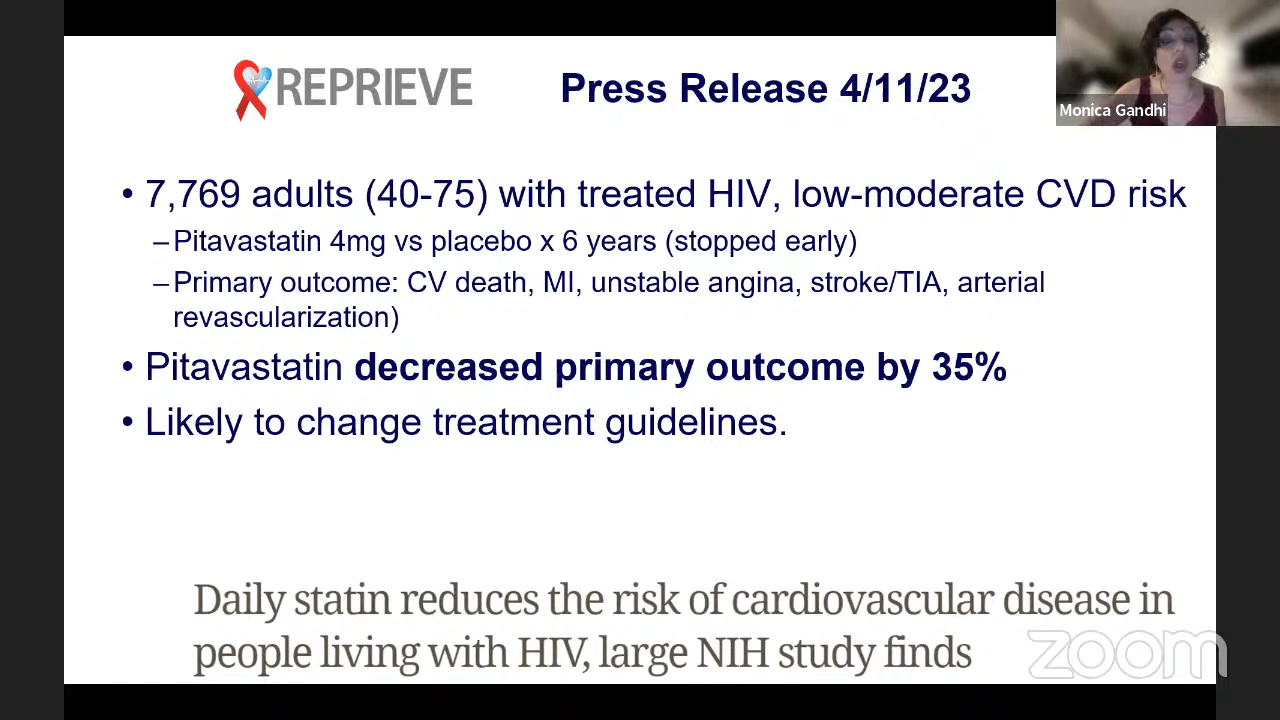 REPRIEVE Press Release 4/11/23
Monica Gandhi
• 7,769 adults (40-75) with treated HIV, low-moderate CVD risk
–Pitavastatin 4mg vs placebo x 6 years (stopped early)
–Primary outcome: CV death, MI, unstable angina, stroke/TIA, arterial
revascularization)
• Pitavastatin decreased primary outcome by 35%
• Likely to change treatment guidelines.
Daily statin reduces the risk of cardiovascular disease in
people living with HIV, large NIH study finds
zoom